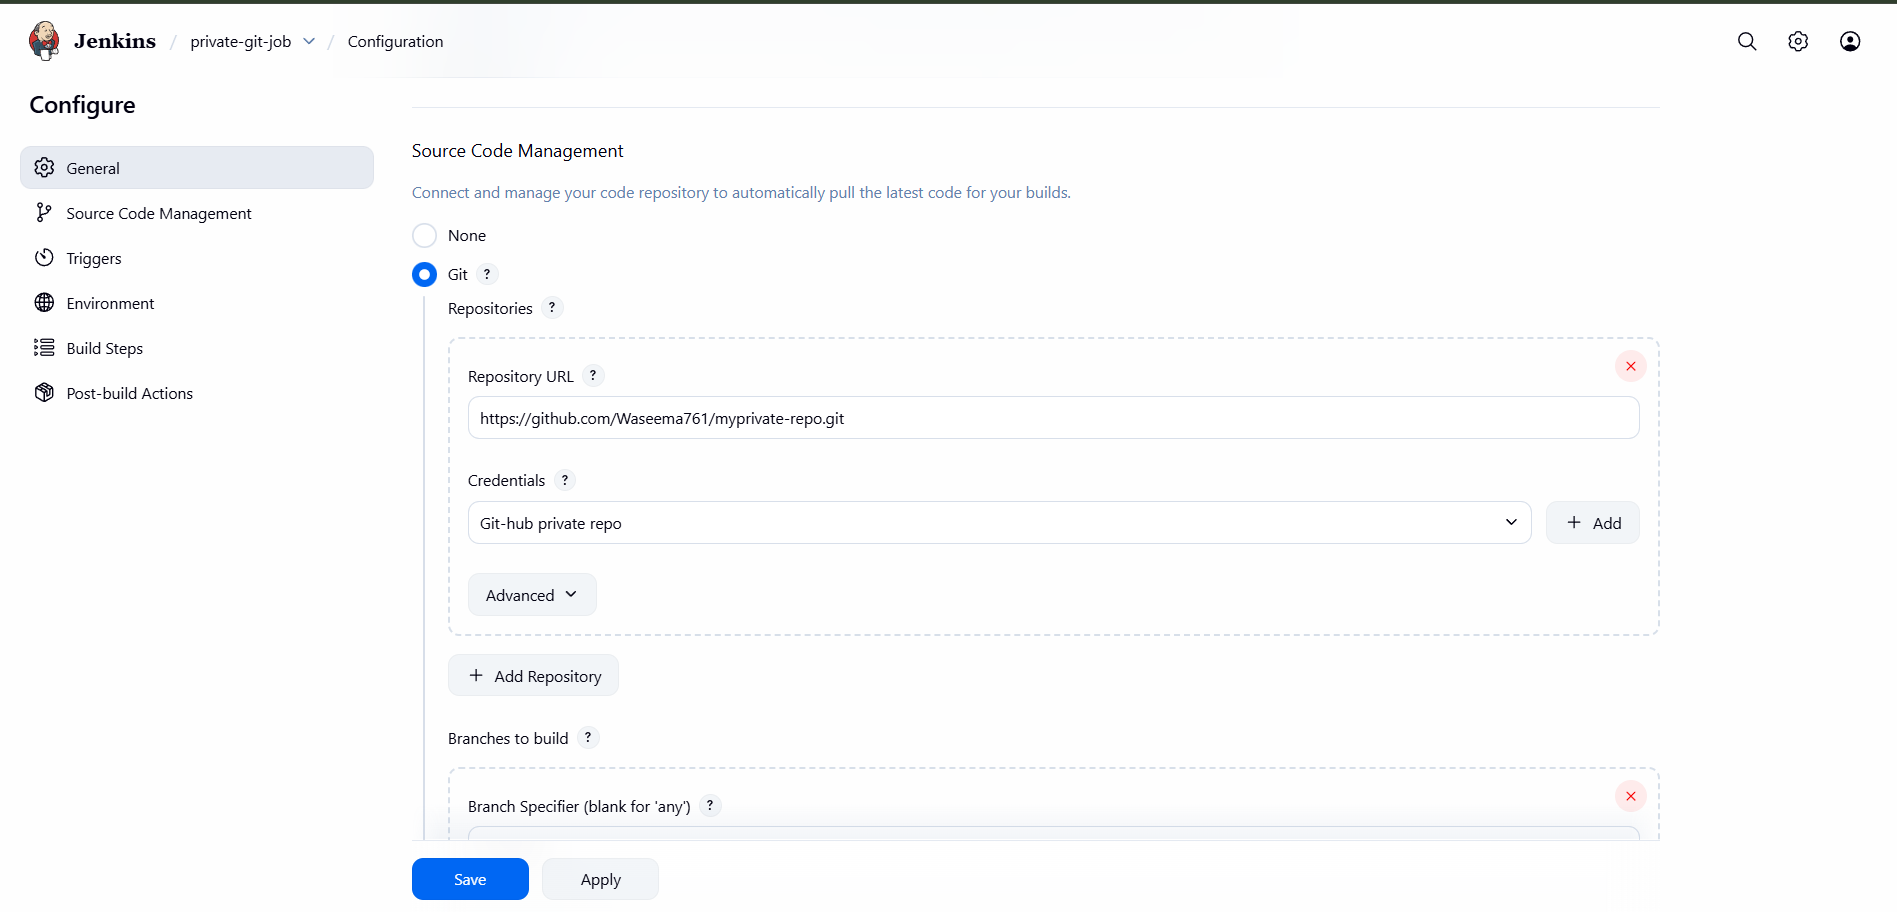 Jenkins / private-git-job / Configuration
Configure
General
Source Code Management
Triggers
Environment
Build Steps
Post-build Actions
Source Code Management
Connect and manage your code repository to automatically pull the latest code for your builds.
None
Git ?
Repositories ?
Repository URL ?
https://github.com/Waseema761/myprivate-repo.git
Credentials ?
Git-hub private repo
+ Add
Advanced
+ Add Repository
Branches to build ?
Branch Specifier (blank for 'any') ?
Save
Apply